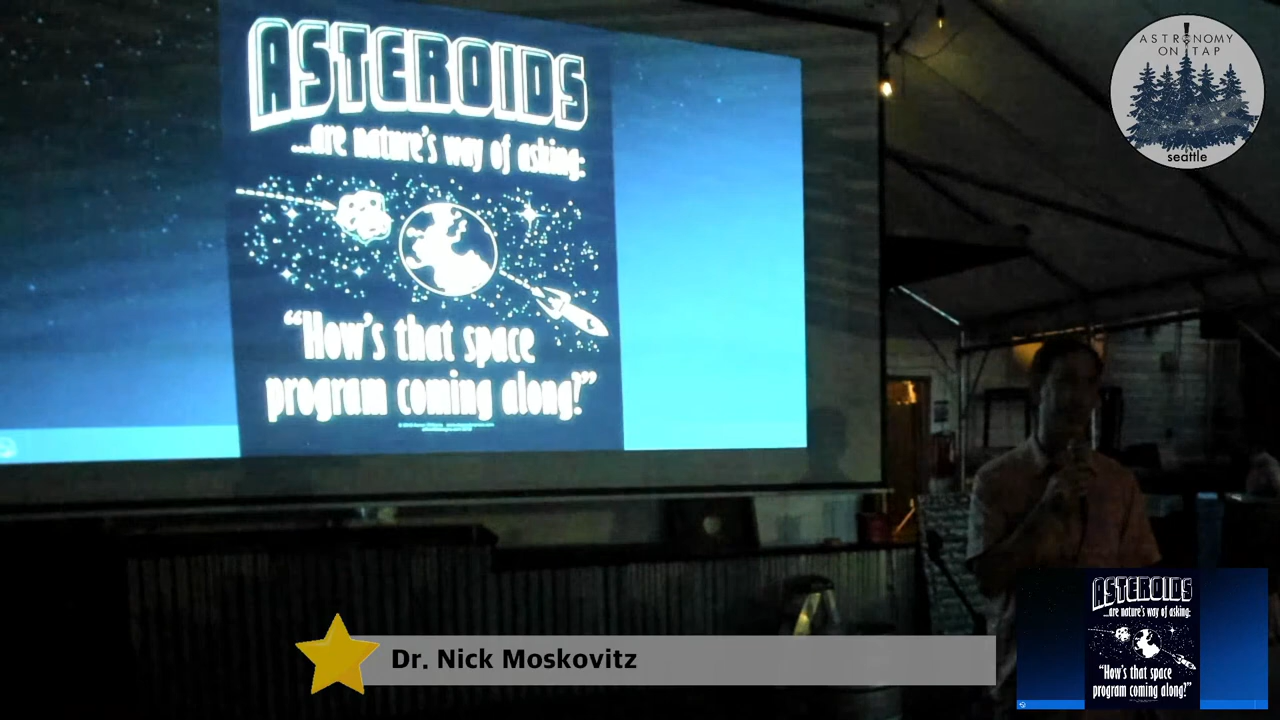 ASTEROIDS
...are nature's way of asking:
"How's that space
program coming along?"
ASTRONOMY
ON TAP
seattle
Dr. Nick Moskovitz
ASTEROIDS
...are nature's way of asking:
"How's that space
program coming along?"